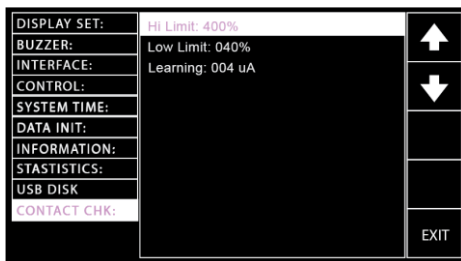 DISPLAY SET:
BUZZER:
INTERFACE:
CONTROL:
SYSTEM TIME:
DATA INIT:
INFORMATION:
STASTISTICS:
USB DISK
CONTACT CHK:
Hi Limit: 400%
Low Limit: 040%
Learning: 004 uA
EXIT